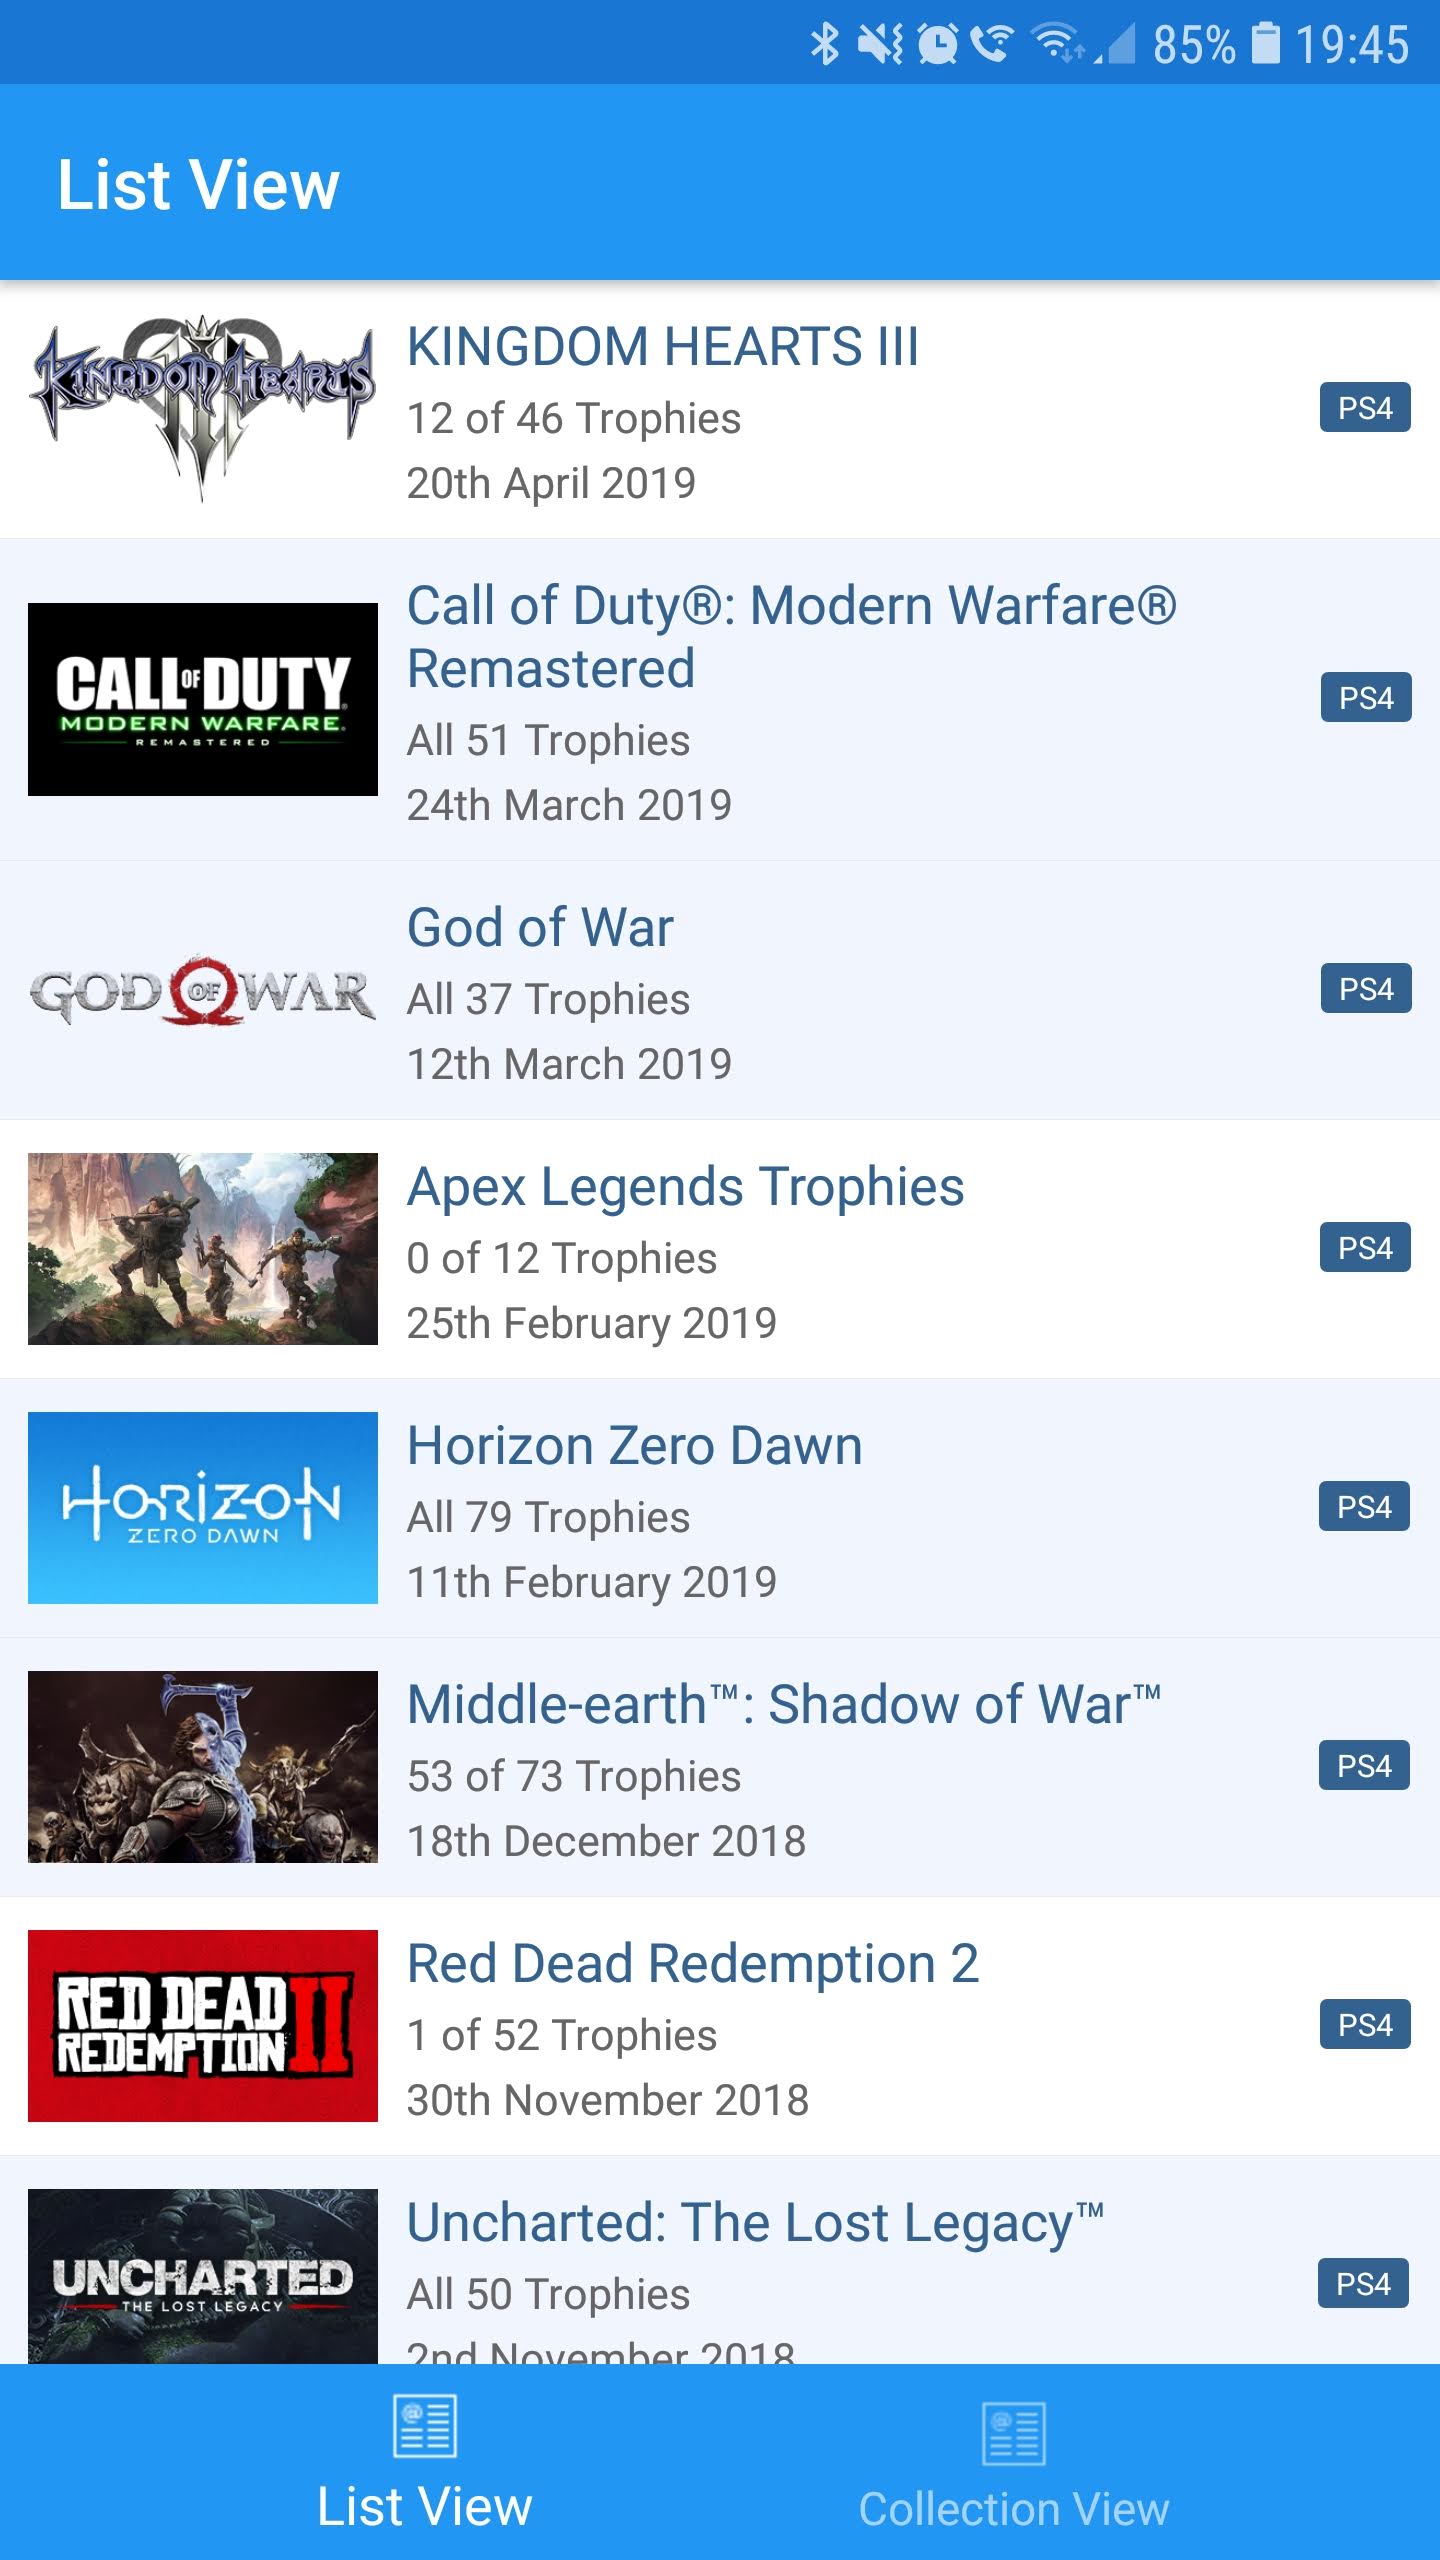 85% 19:45
List View
KINGDOM HEARTS
III
KINGDOM HEARTS III
12 of 46 Trophies
20th April 2019
PS4
CALL OF DUTY®
MODERN WARFARE®
REMASTERED
Call of Duty®: Modern Warfare®
Remastered
All 51 Trophies
24th March 2019
PS4
GOD OF WAR
God of War
All 37 Trophies
12th March 2019
PS4
Apex Legends Trophies
0 of 12 Trophies
25th February 2019
PS4
HORIZON
ZERO DAWN
Horizon Zero Dawn
All 79 Trophies
11th February 2019
PS4
Middle-earth™: Shadow of War™
53 of 73 Trophies
18th December 2018
PS4
RED DEAD
REDEMPTION II
Red Dead Redemption 2
1 of 52 Trophies
30th November 2018
PS4
UNCHARTED
THE LOST LEGACY
Uncharted: The Lost Legacy™
All 50 Trophies
2nd November 2018
PS4
List View
Collection View